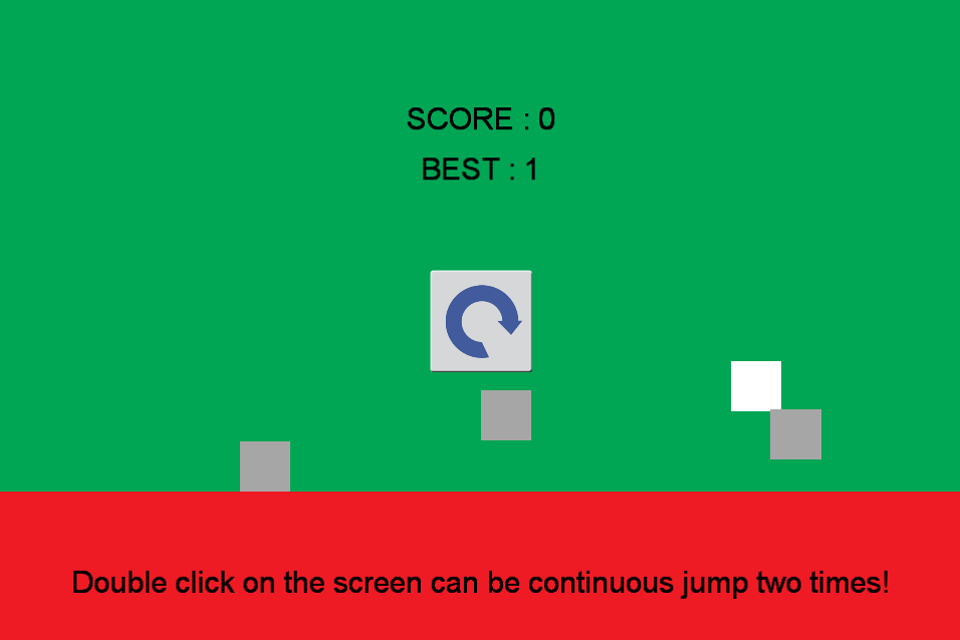 SCORE : 0
BEST : 1
Double click on the screen can be continuous jump two times!